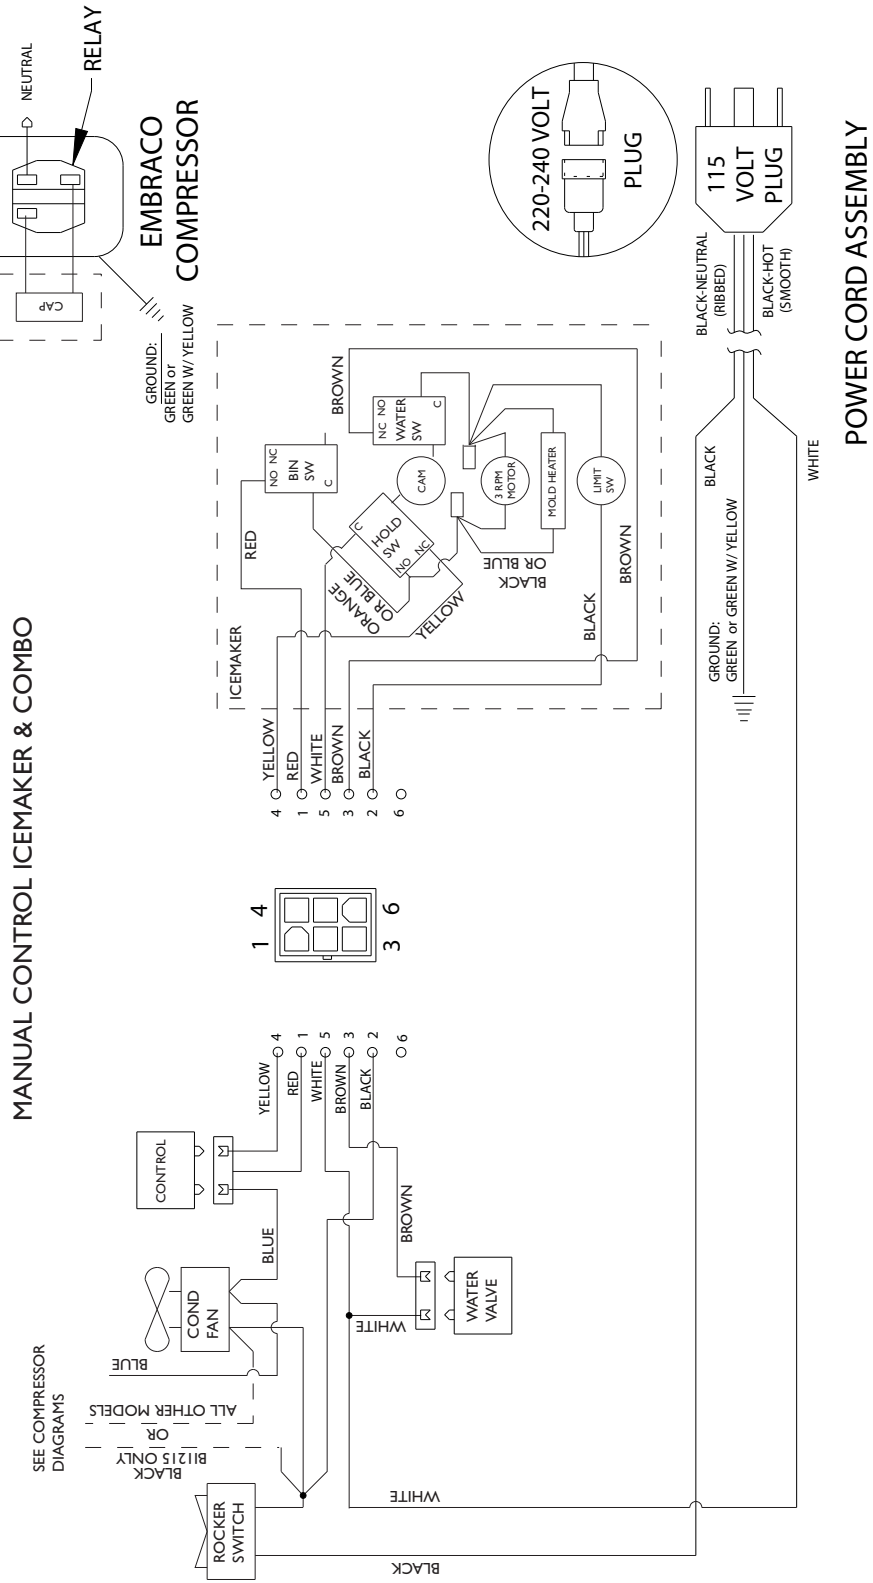 MANUAL CONTROL ICEMAKER & COMBO
NEUTRAL
RELAY
EMBRACO
COMPRESSOR
CAP
GROUND:
GREEN or
GREEN W/ YELLOW
220-240 VOLT
PLUG
115
VOLT
PLUG
BLACK-NEUTRAL
(RIBBED)
BLACK-HOT
(SMOOTH)
POWER CORD ASSEMBLY
BLACK
WHITE
GROUND:
GREEN or GREEN W/ YELLOW
ICEMAKER
RED
NO NC
BIN
SW
C
BROWN
NC NO
WATER
SW
C
CAM
C
HOLD
SW
NO NC
ORANGE
OR BLUE
YELLOW
3 RPM
MOTOR
MOLD HEATER
LIMIT
SW
BLACK
OR BLUE
BLACK
BROWN
YELLOW
RED
WHITE
BROWN
BLACK
4
1
5
3
2
6
1 4
3 6
4
1
5
3
2
6
YELLOW
RED
WHITE
BROWN
BLACK
CONTROL
BLUE
BROWN
COND
FAN
WATER
VALVE
WHITE
BLUE
SEE COMPRESSOR
DIAGRAMS
ALL OTHER MODELS
OR
BI1215 ONLY
BLACK
ROCKER
SWITCH
WHITE
BLACK